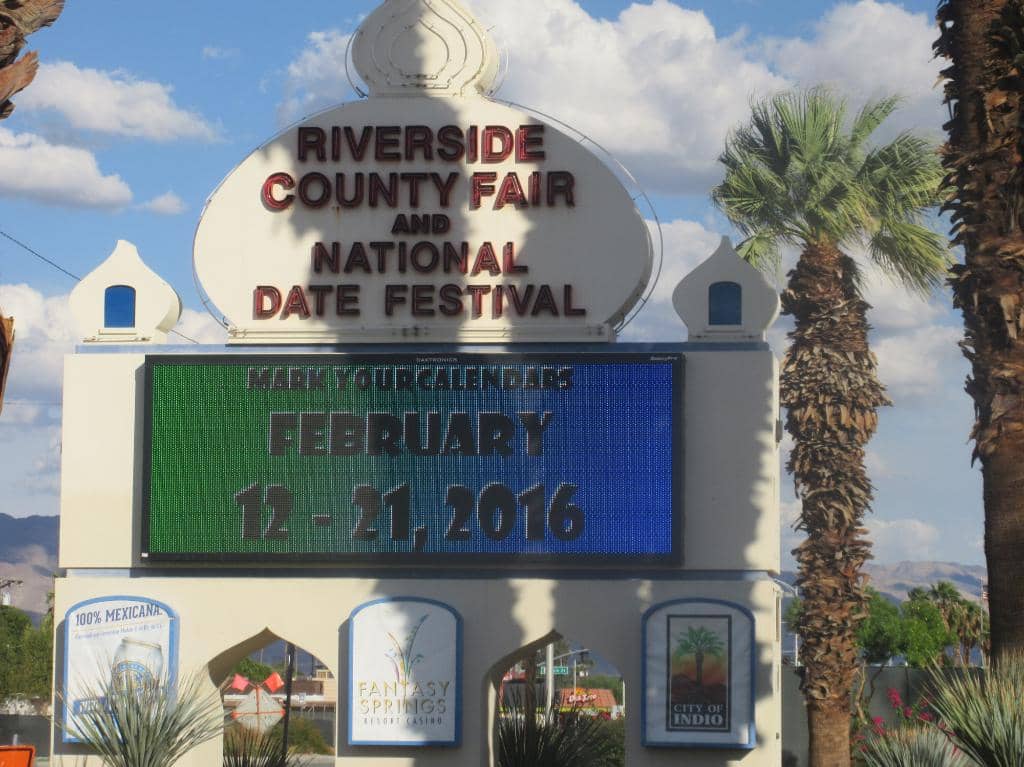 RIVERSIDE
COUNTY FAIR
AND
NATIONAL
DATE FESTIVAL
DAKTRONICS
MARK YOUR CALENDARS
FEBRUARY
12 - 21, 2016
100% MEXICANA.
FANTASY
SPRINGS
RESORT CASINO
CITY OF
INDIO